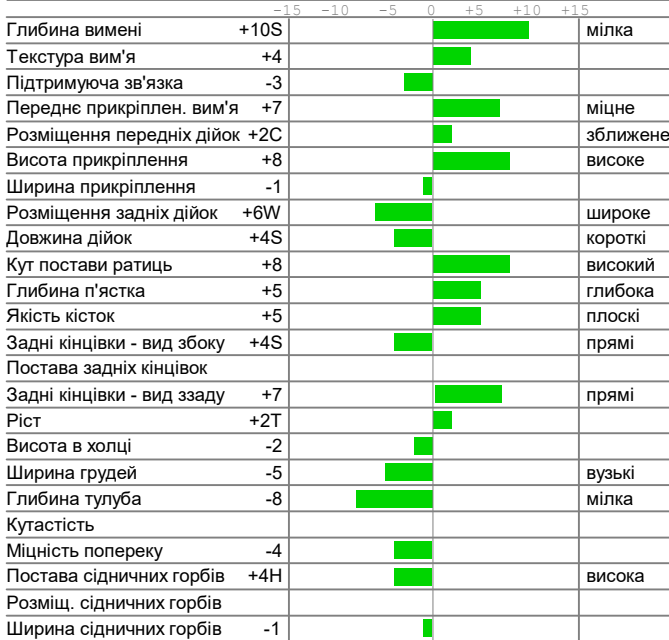 -15 -10 -5 0 +5 +10 +15
Глибина вимені +10S мілка
Текстура вим'я +4
Підтримуюча зв'язка -3
Переднє прикріплен. вим'я +7 міцне
Розміщення передніх дійок +2C зближене
Висота прикріплення +8 високе
Ширина прикріплення -1
Розміщення задніх дійок +6W широке
Довжина дійок +4S короткі
Кут постави ратиць +8 високий
Глибина п'ястка +5 глибока
Якість кісток +5 плоскі
Задні кінцівки - вид збоку +4S прямі
Постава задніх кінцівок
Задні кінцівки - вид ззаду +7 прямі
Ріст +2T
Висота в холці -2
Ширина грудей -5 вузькі
Глибина тулуба -8 мілка
Кутастість
Міцність попереку -4
Постава сідничних горбів +4H висока
Розміщ. сідничних горбів
Ширина сідничних горбів -1